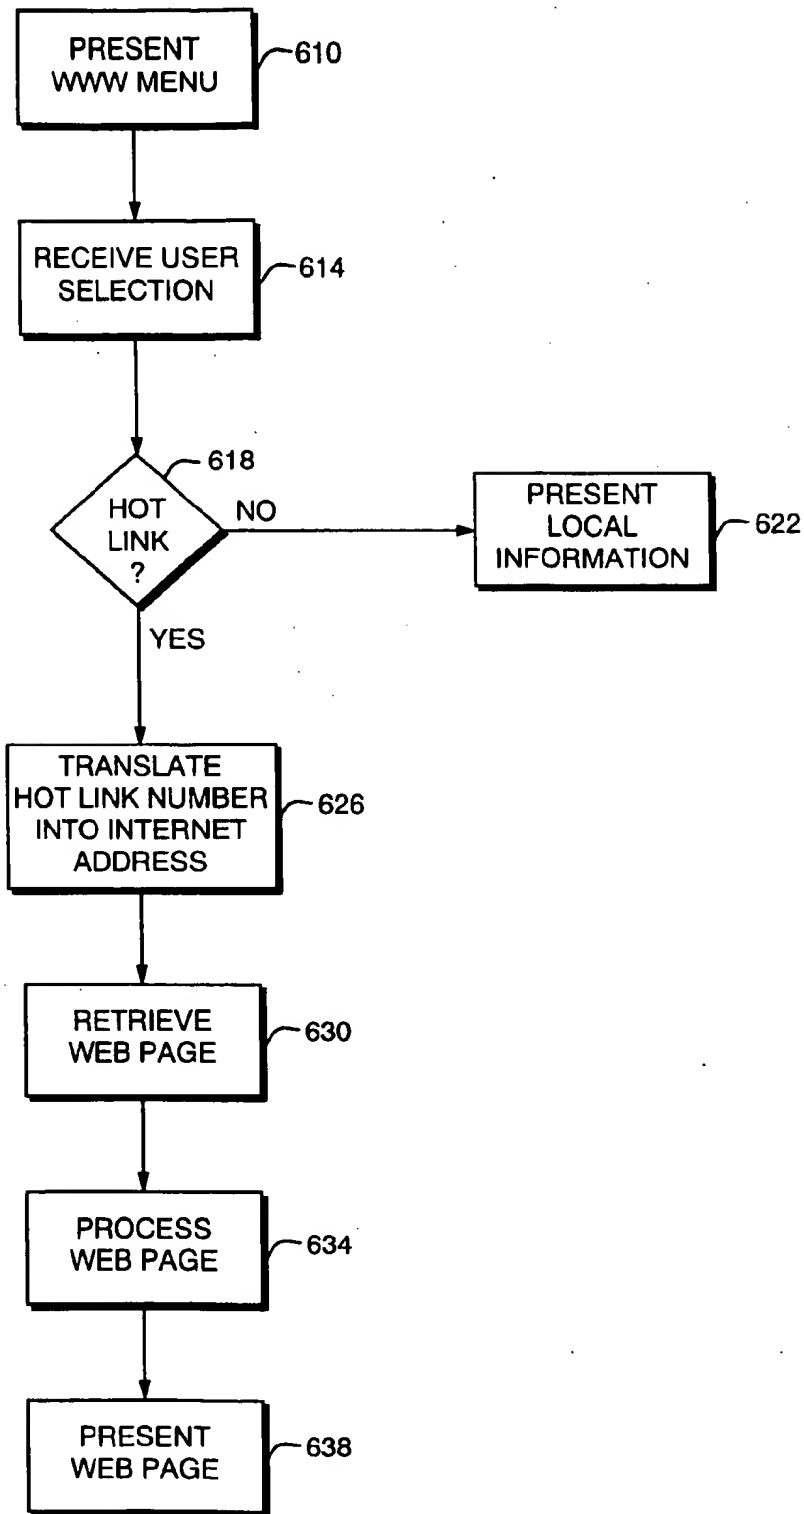 PRESENT
WWW MENU
610
RECEIVE USER
SELECTION
614
618
HOT
LINK
?
NO
PRESENT
LOCAL
INFORMATION
622
YES
TRANSLATE
HOT LINK NUMBER
INTO INTERNET
ADDRESS
626
RETRIEVE
WEB PAGE
630
PROCESS
WEB PAGE
634
PRESENT
WEB PAGE
638